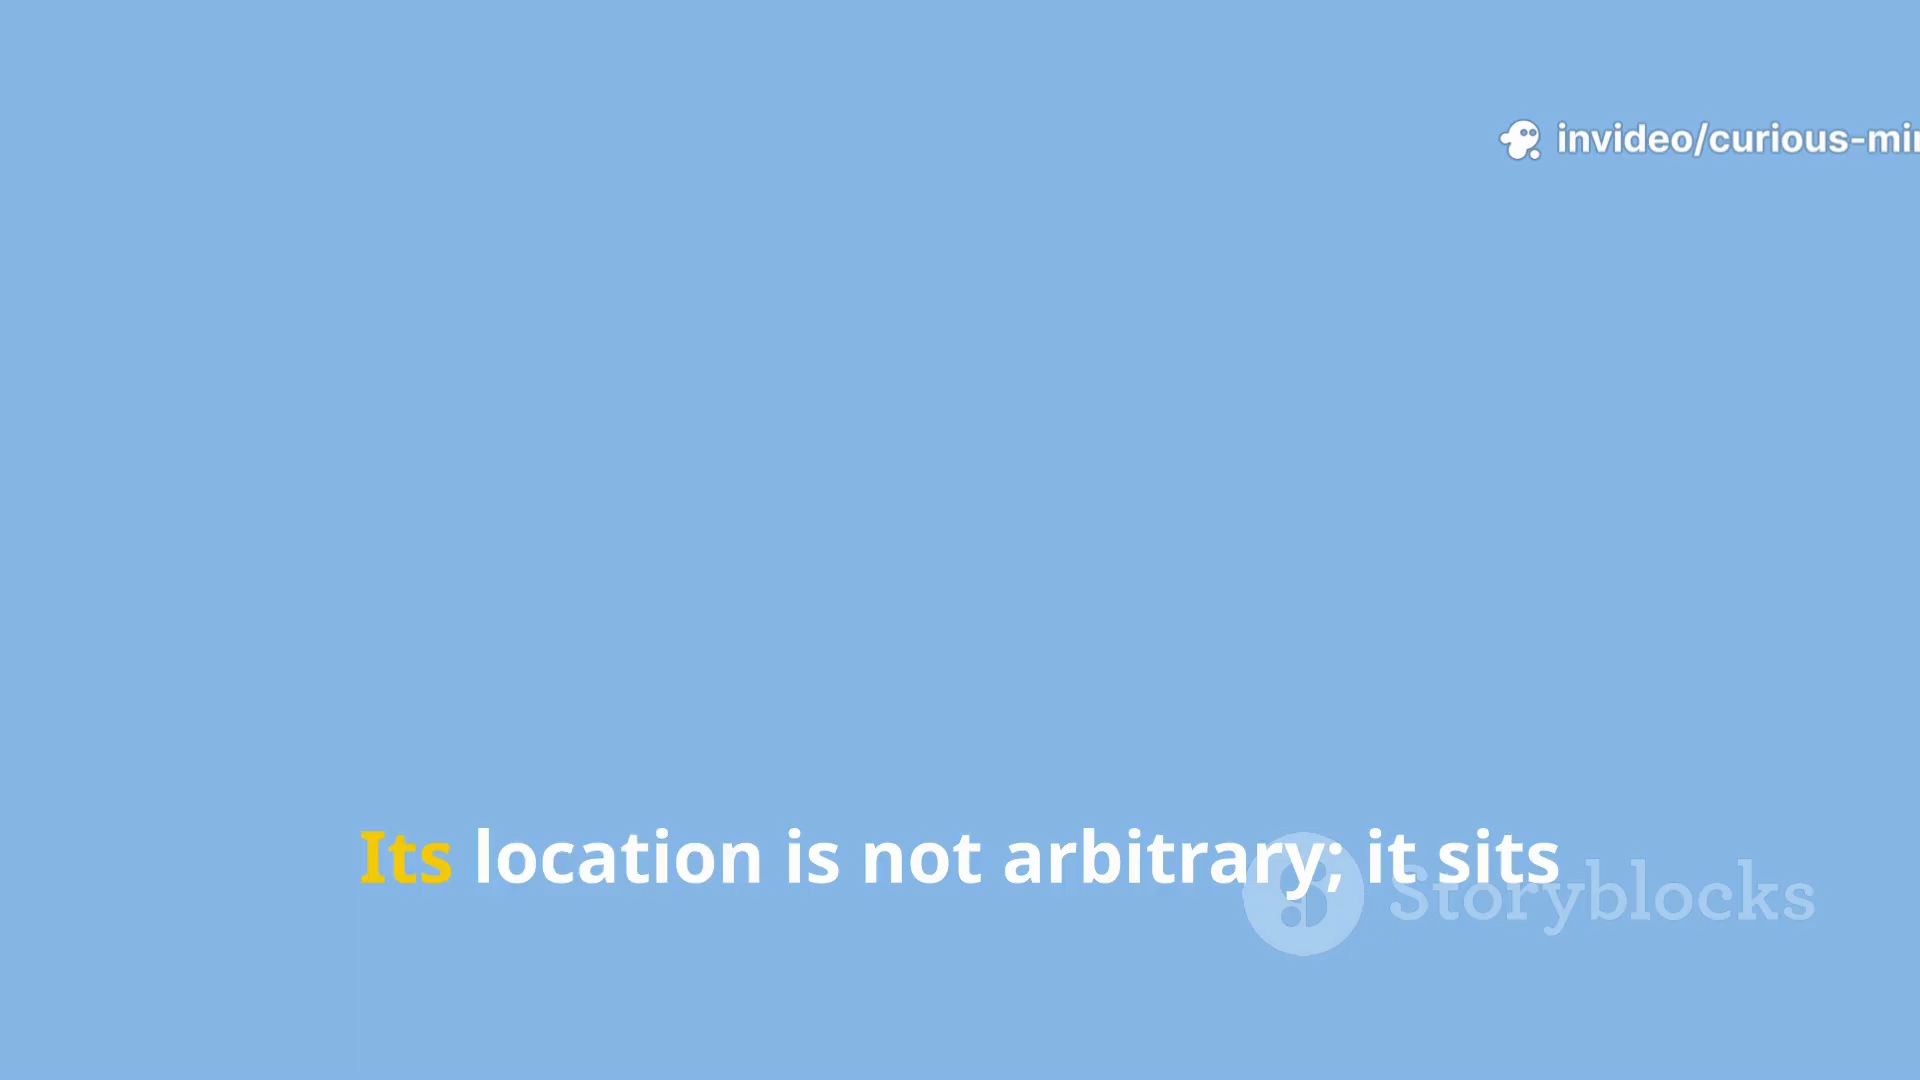 invideo/curious-mi
Its location is not arbitrary; it sits
Storyblocks